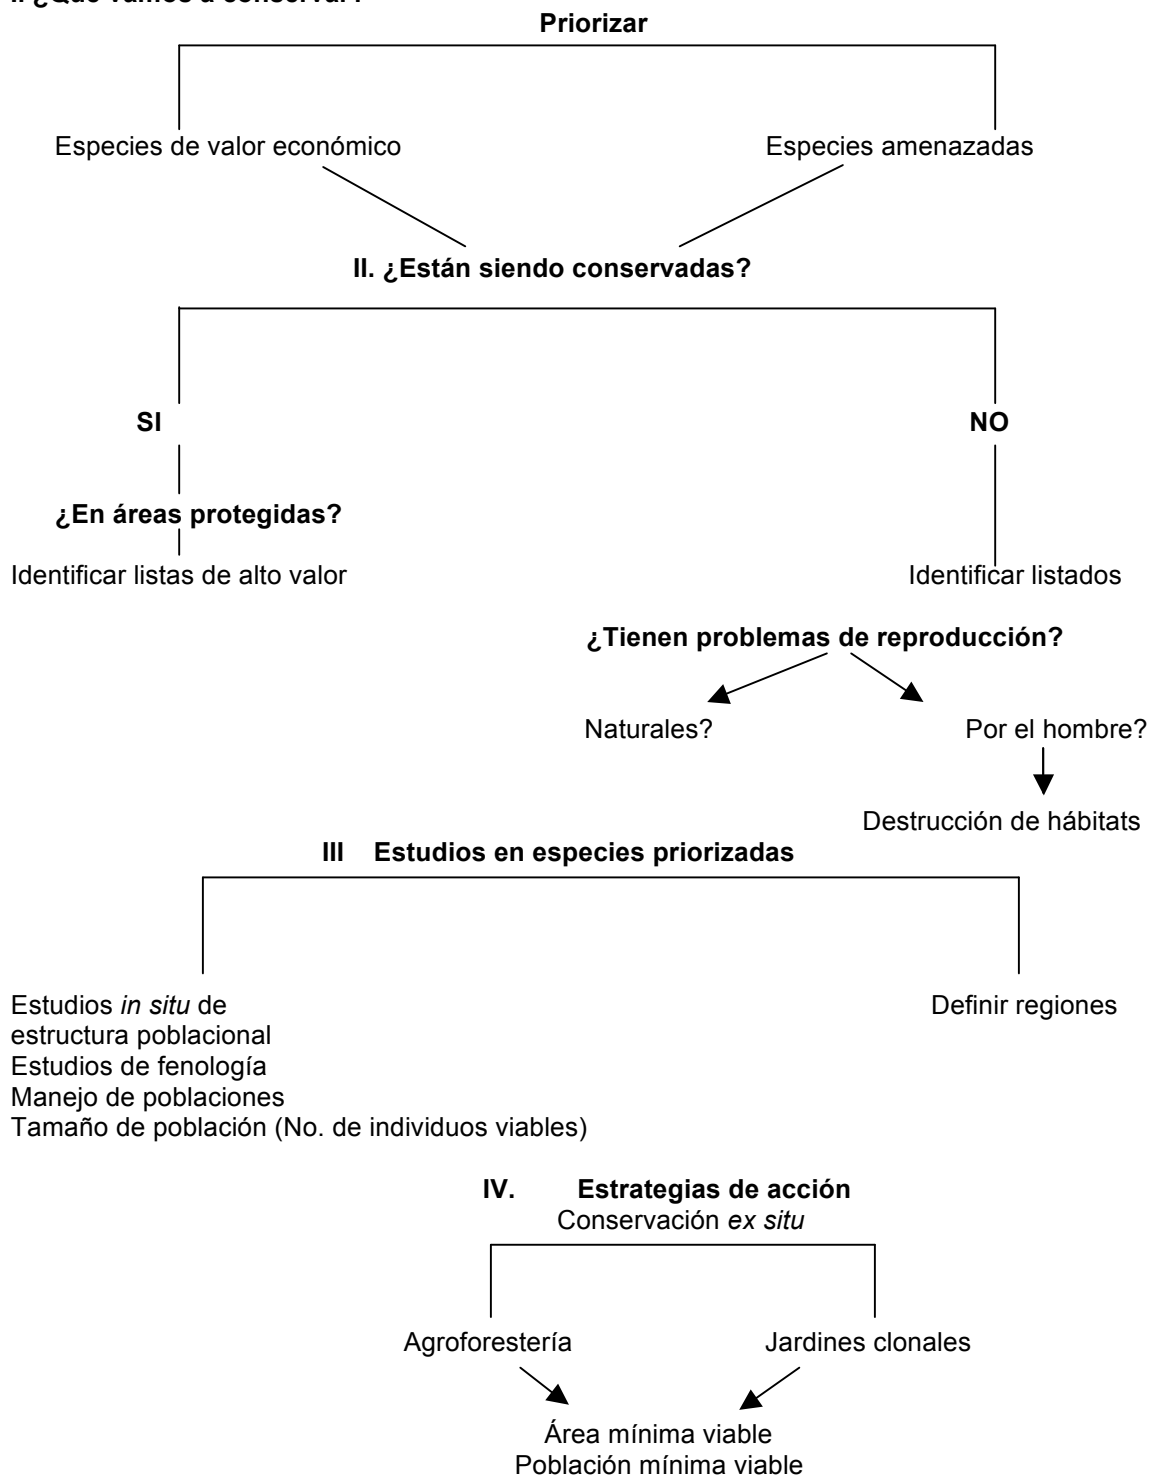 I. ¿Qué vamos a conservar?
Priorizar
Especies de valor económico
Especies amenazadas
II. ¿Están siendo conservadas?
SI
NO
¿En áreas protegidas?
Identificar listas de alto valor
Identificar listados
¿Tienen problemas de reproducción?
Naturales?
Por el hombre?
Destrucción de hábitats
III Estudios en especies priorizadas
Estudios in situ de
estructura poblacional
Estudios de fenología
Manejo de poblaciones
Tamaño de población (No. de individuos viables)
Definir regiones
IV. Estrategias de acción
Conservación ex situ
Agroforestería
Jardines clonales
Área mínima viable
Población mínima viable